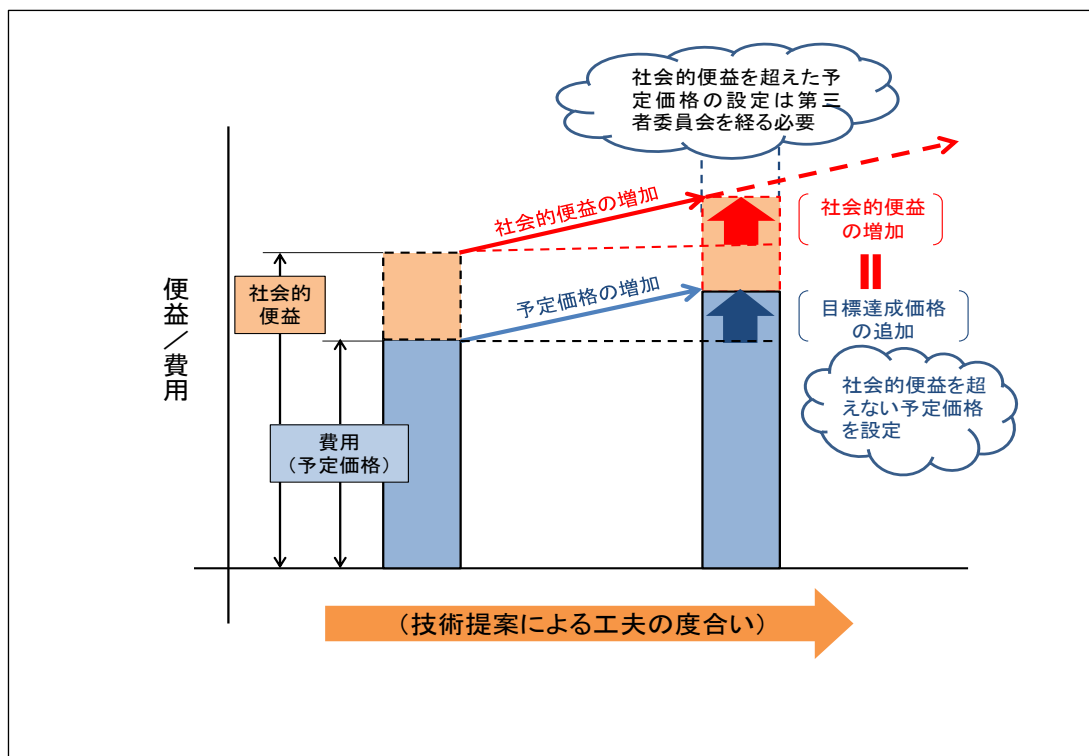 社会的便益を超えた予
定価格の設定は第三
者委員会を経る必要
社会的便益の増加
社会的便益
の増加
便益／費用
社会的
便益
予定価格の増加
目標達成価格
の追加
社会的便益を超
えない予定価格
を設定
費用
（予定価格）
（技術提案による工夫の度合い）